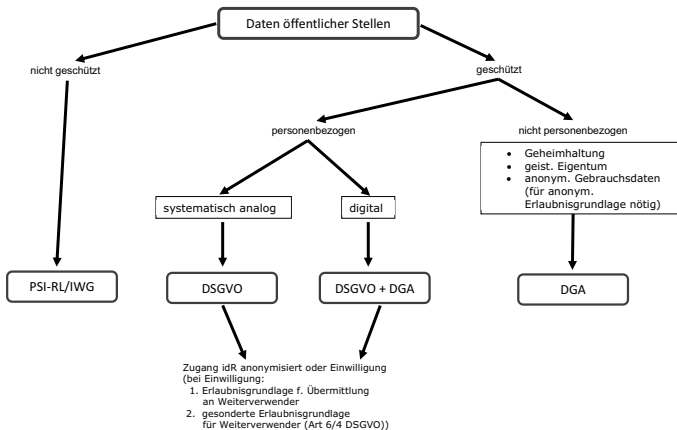 Daten öffentlicher Stellen
nicht geschützt
geschützt
personenbezogen
nicht personenbezogen
• Geheimhaltung
• geist. Eigentum
• anonym. Gebrauchsdaten
(für anonym.
Erlaubnisgrundlage nötig)
systematisch analog
digital
PSI-RL/IWG
DSGVO
DSGVO + DGA
DGA
Zugang idR anonymisiert oder Einwilligung
(bei Einwilligung:
1. Erlaubnisgrundlage f. Übermittlung
an Weiterverwender
2. gesonderte Erlaubnisgrundlage
für Weiterverwender (Art 6/4 DSGVO))